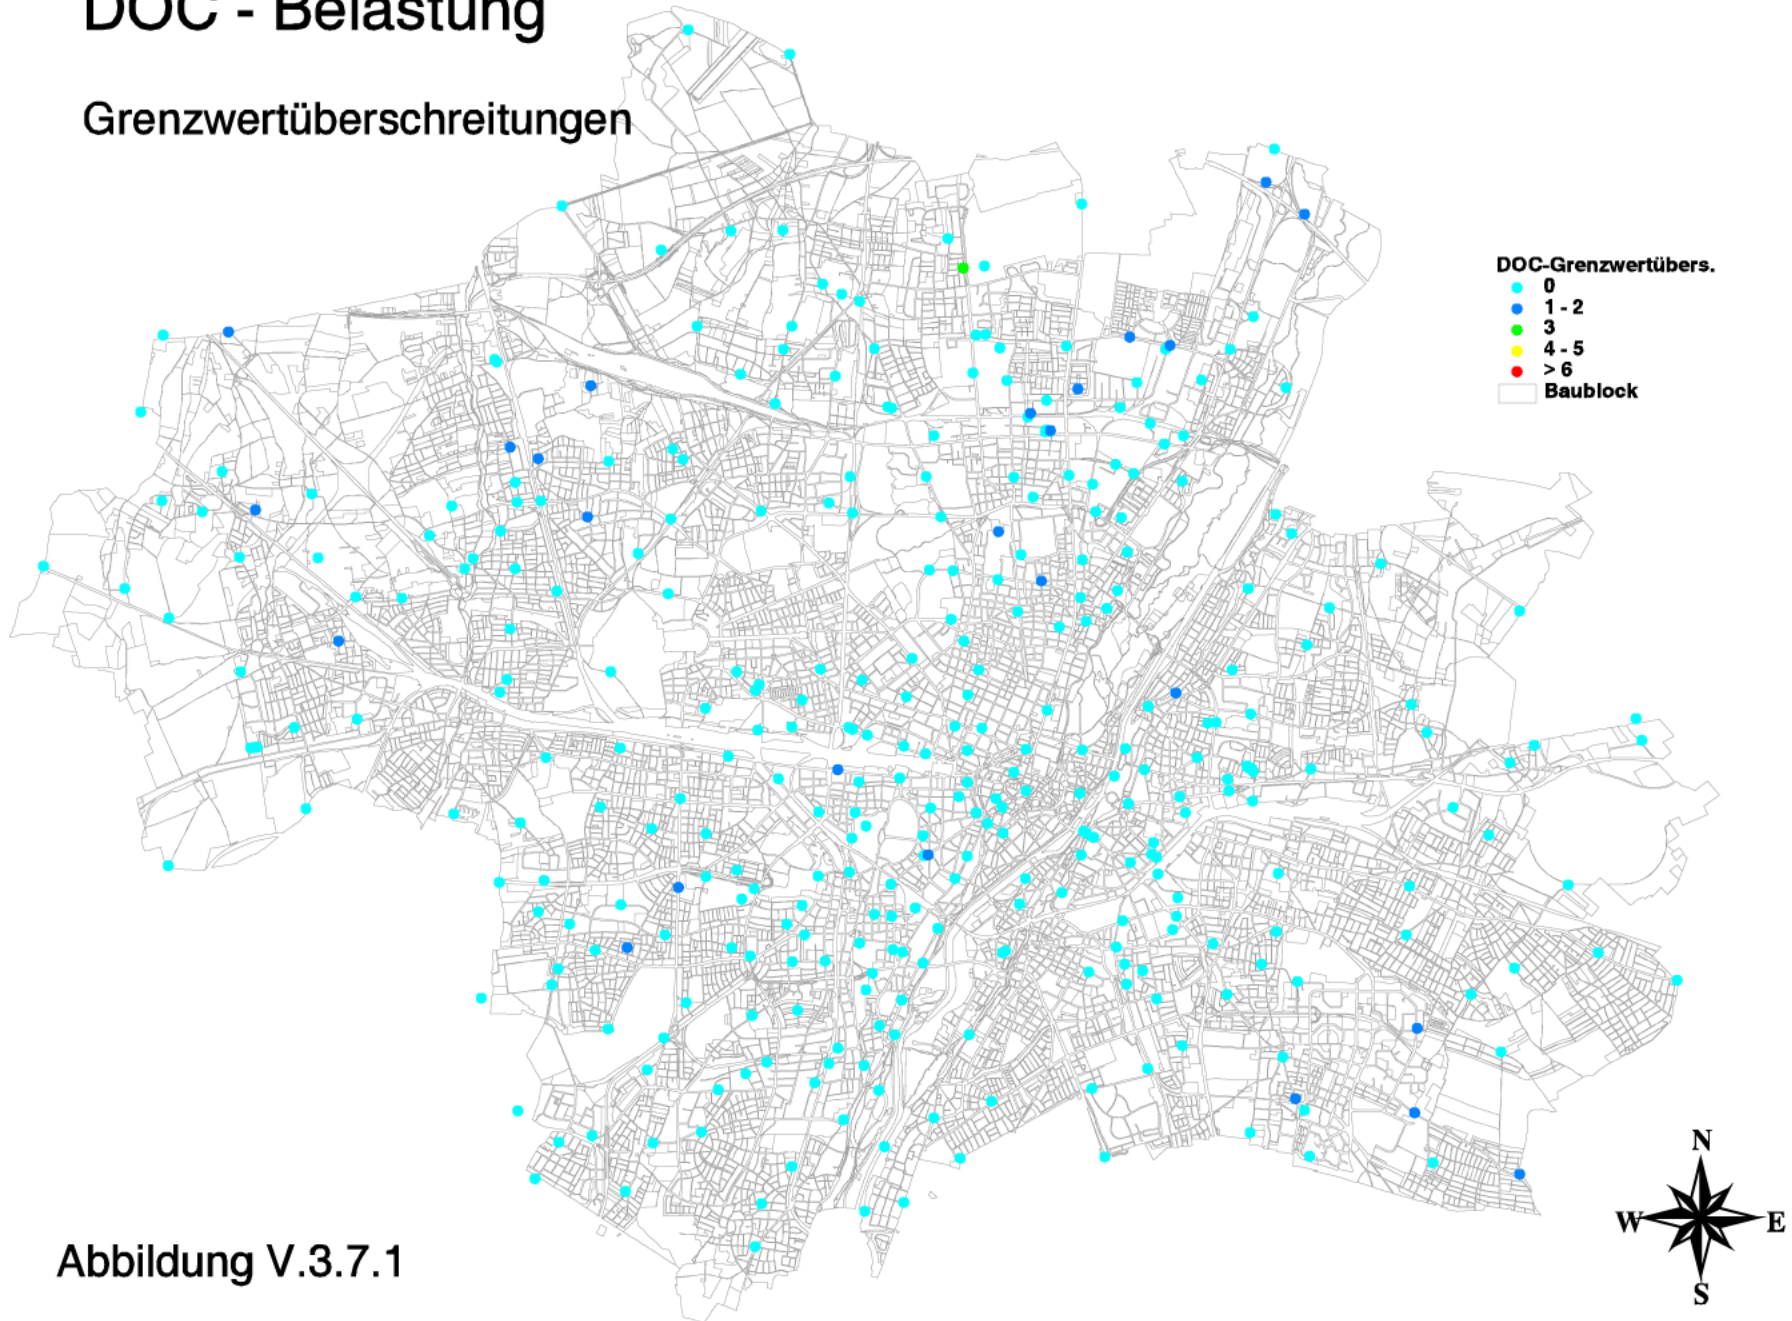 DOC - Belastung
Grenzwertüberschreitungen
DOC-Grenzwertübers.
0
1 - 2
3
4 - 5
> 6
Baublock
N
W
E
S
Abbildung V.3.7.1